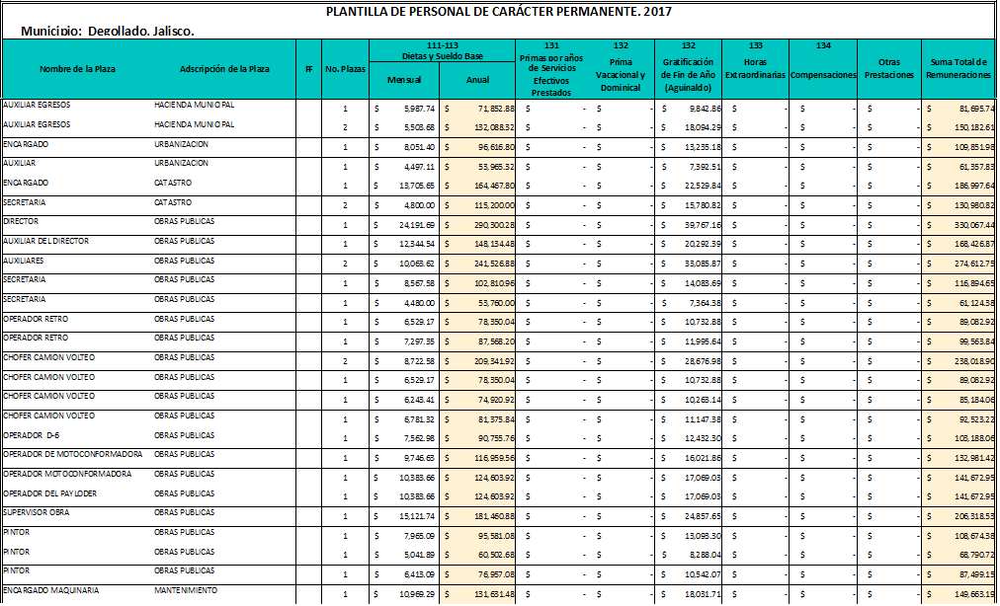 PLANTILLA DE PERSONAL DE CARÁCTER PERMANENTE. 2017
Municipio: Degollado. Jalisco.
Nombre de la Plaza Adscripción de la Plaza FF No. Plazas 111-113 Dietas y Sueldo Base Mensual Anual 131 Primas por años de Servicios Efectivos Prestados 132 Prima Vacacional y Dominical 132 Gratificación de Fin de Año (Aguinaldo) 133 Horas Extraordinarias 134 Compensaciones Otras Prestaciones Suma Total de Remuneraciones
AUXILIAR EGRESOS HACIENDA MUNICIPAL 1 $ 5,987.74 $ 71,852.88 $ - $ - $ 9,842.86 $ - $ - $ - $ 81,695.74
AUXILIAR EGRESOS HACIENDA MUNICIPAL 2 $ 5,503.68 $ 132,088.32 $ - $ - $ 18,094.29 $ - $ - $ - $ 150,182.61
ENCARGADO URBANIZACION 1 $ 8,051.40 $ 96,616.80 $ - $ - $ 13,235.18 $ - $ - $ - $ 109,851.98
AUXILIAR URBANIZACION 1 $ 4,497.11 $ 53,965.32 $ - $ - $ 7,392.51 $ - $ - $ - $ 61,357.83
ENCARGADO CATASTRO 1 $ 13,705.65 $ 164,467.80 $ - $ - $ 22,529.84 $ - $ - $ - $ 186,997.64
SECRETARIA CATASTRO 2 $ 4,800.00 $ 115,200.00 $ - $ - $ 15,780.82 $ - $ - $ - $ 130,980.82
DIRECTOR OBRAS PUBLICAS 1 $ 24,191.69 $ 290,300.28 $ - $ - $ 39,767.16 $ - $ - $ - $ 330,067.44
AUXILIAR DEL DIRECTOR OBRAS PUBLICAS 1 $ 12,344.54 $ 148,134.48 $ - $ - $ 20,292.39 $ - $ - $ - $ 168,426.87
AUXILIARES OBRAS PUBLICAS 2 $ 10,063.62 $ 241,526.88 $ - $ - $ 33,085.87 $ - $ - $ - $ 274,612.75
SECRETARIA OBRAS PUBLICAS 1 $ 8,567.58 $ 102,810.96 $ - $ - $ 14,083.69 $ - $ - $ - $ 116,894.65
SECRETARIA OBRAS PUBLICAS 1 $ 4,480.00 $ 53,760.00 $ - $ - $ 7,364.38 $ - $ - $ - $ 61,124.38
OPERADOR RETRO OBRAS PUBLICAS 1 $ 6,529.17 $ 78,350.04 $ - $ - $ 10,732.88 $ - $ - $ - $ 89,082.92
OPERADOR RETRO OBRAS PUBLICAS 1 $ 7,297.35 $ 87,568.20 $ - $ - $ 11,995.64 $ - $ - $ - $ 99,563.84
CHOFER CAMION VOLTEO OBRAS PUBLICAS 2 $ 8,722.58 $ 209,341.92 $ - $ - $ 28,676.98 $ - $ - $ - $ 238,018.90
CHOFER CAMION VOLTEO OBRAS PUBLICAS 1 $ 6,529.17 $ 78,350.04 $ - $ - $ 10,732.88 $ - $ - $ - $ 89,082.92
CHOFER CAMION VOLTEO OBRAS PUBLICAS 1 $ 6,243.41 $ 74,920.92 $ - $ - $ 10,263.14 $ - $ - $ - $ 85,184.06
CHOFER CAMION VOLTEO OBRAS PUBLICAS 1 $ 6,781.32 $ 81,375.84 $ - $ - $ 11,147.38 $ - $ - $ - $ 92,523.22
OPERADOR D-6 OBRAS PUBLICAS 1 $ 7,562.98 $ 90,755.76 $ - $ - $ 12,432.30 $ - $ - $ - $ 103,188.06
OPERADOR DE MOTOCONFORMADORA OBRAS PUBLICAS 1 $ 9,746.63 $ 116,959.56 $ - $ - $ 16,021.86 $ - $ - $ - $ 132,981.42
OPERADOR MOTOCONFORMADORA OBRAS PUBLICAS 1 $ 10,383.66 $ 124,603.92 $ - $ - $ 17,069.03 $ - $ - $ - $ 141,672.95
OPERADOR DEL PAYLODER OBRAS PUBLICAS 1 $ 10,383.66 $ 124,603.92 $ - $ - $ 17,069.03 $ - $ - $ - $ 141,672.95
SUPERVISOR OBRA OBRAS PUBLICAS 1 $ 15,121.74 $ 181,460.88 $ - $ - $ 24,857.65 $ - $ - $ - $ 206,318.53
PINTOR OBRAS PUBLICAS 1 $ 7,965.09 $ 95,581.08 $ - $ - $ 13,093.30 $ - $ - $ - $ 108,674.38
PINTOR OBRAS PUBLICAS 1 $ 5,041.89 $ 60,502.68 $ - $ - $ 8,288.04 $ - $ - $ - $ 68,790.72
PINTOR OBRAS PUBLICAS 1 $ 6,413.09 $ 76,957.08 $ - $ - $ 10,542.07 $ - $ - $ - $ 87,499.15
ENCARGADO MAQUINARIA MANTENIMIENTO 1 $ 10,969.29 $ 131,631.48 $ - $ - $ 18,031.71 $ - $ - $ - $ 149,663.19